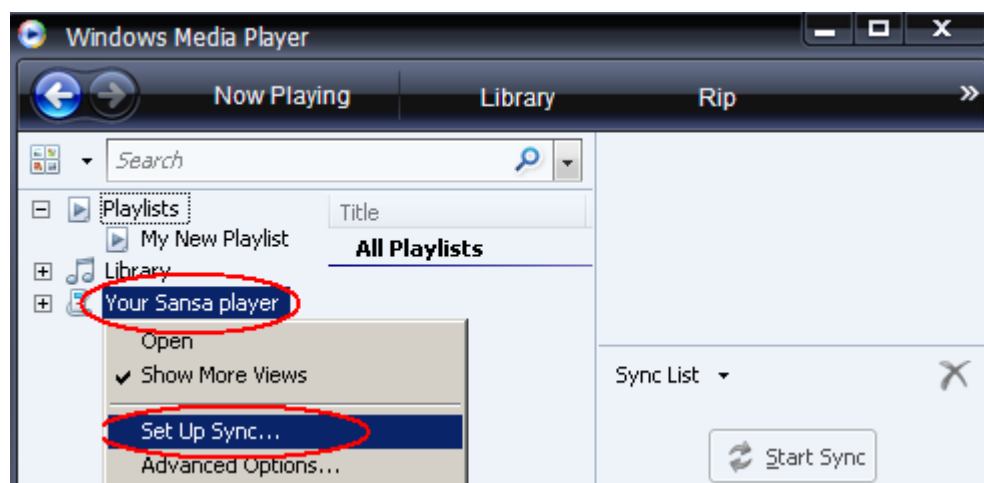 Windows Media Player
Now Playing Library Rip »
Search
Playlists
Title
My New Playlist
All Playlists
Library
Your Sansa player
Open
Show More Views
Sync List
Set Up Sync...
Start Sync
Advanced Options...